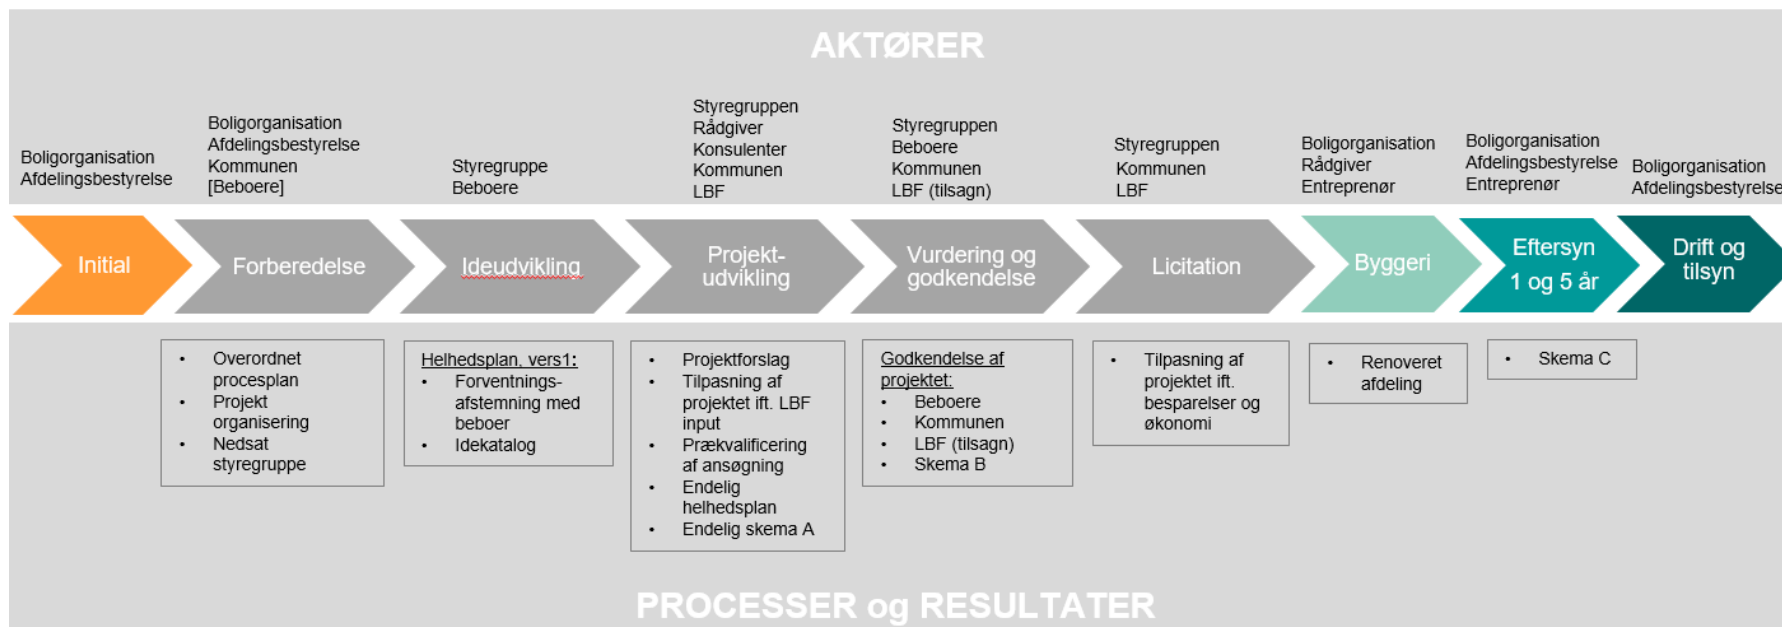 AKTØRER
Boligorganisation
Afdelingsbestyrelse
Boligorganisation
Afdelingsbestyrelse
Kommunen
[Beboere]
Styregruppe
Beboere
Styregruppen
Rådgiver
Konsulenter
Kommunen
LBF
Styregruppen
Beboere
Kommunen
LBF (tilsagn)
Styregruppen
Kommunen
LBF
Boligorganisation
Rådgiver
Entreprenør
Boligorganisation
Afdelingsbestyrelse
Entreprenør
Boligorganisation
Afdelingsbestyrelse
Initial
Forberedelse
Ideudvikling
Projekt-
udvikling
Vurdering og
godkendelse
Licitation
Byggeri
Eftersyn
1 og 5 år
Drift og
tilsyn
• Overordnet
procesplan
• Projekt
organisering
• Nedsat
styregruppe
Helhedsplan, vers1:
• Forventnings-
afstemning med
beboer
• Idekatalog
• Projektforslag
• Tilpasning af
projektet ift. LBF
input
• Prækvalificering
af ansøgning
• Endelig
helhedsplan
• Endelig skema A
Godkendelse af
projektet:
• Beboere
• Kommunen
• LBF (tilsagn)
• Skema B
• Tilpasning af
projektet ift.
besparelser og
økonomi
• Renoveret
afdeling
• Skema C
PROCESSER og RESULTATER